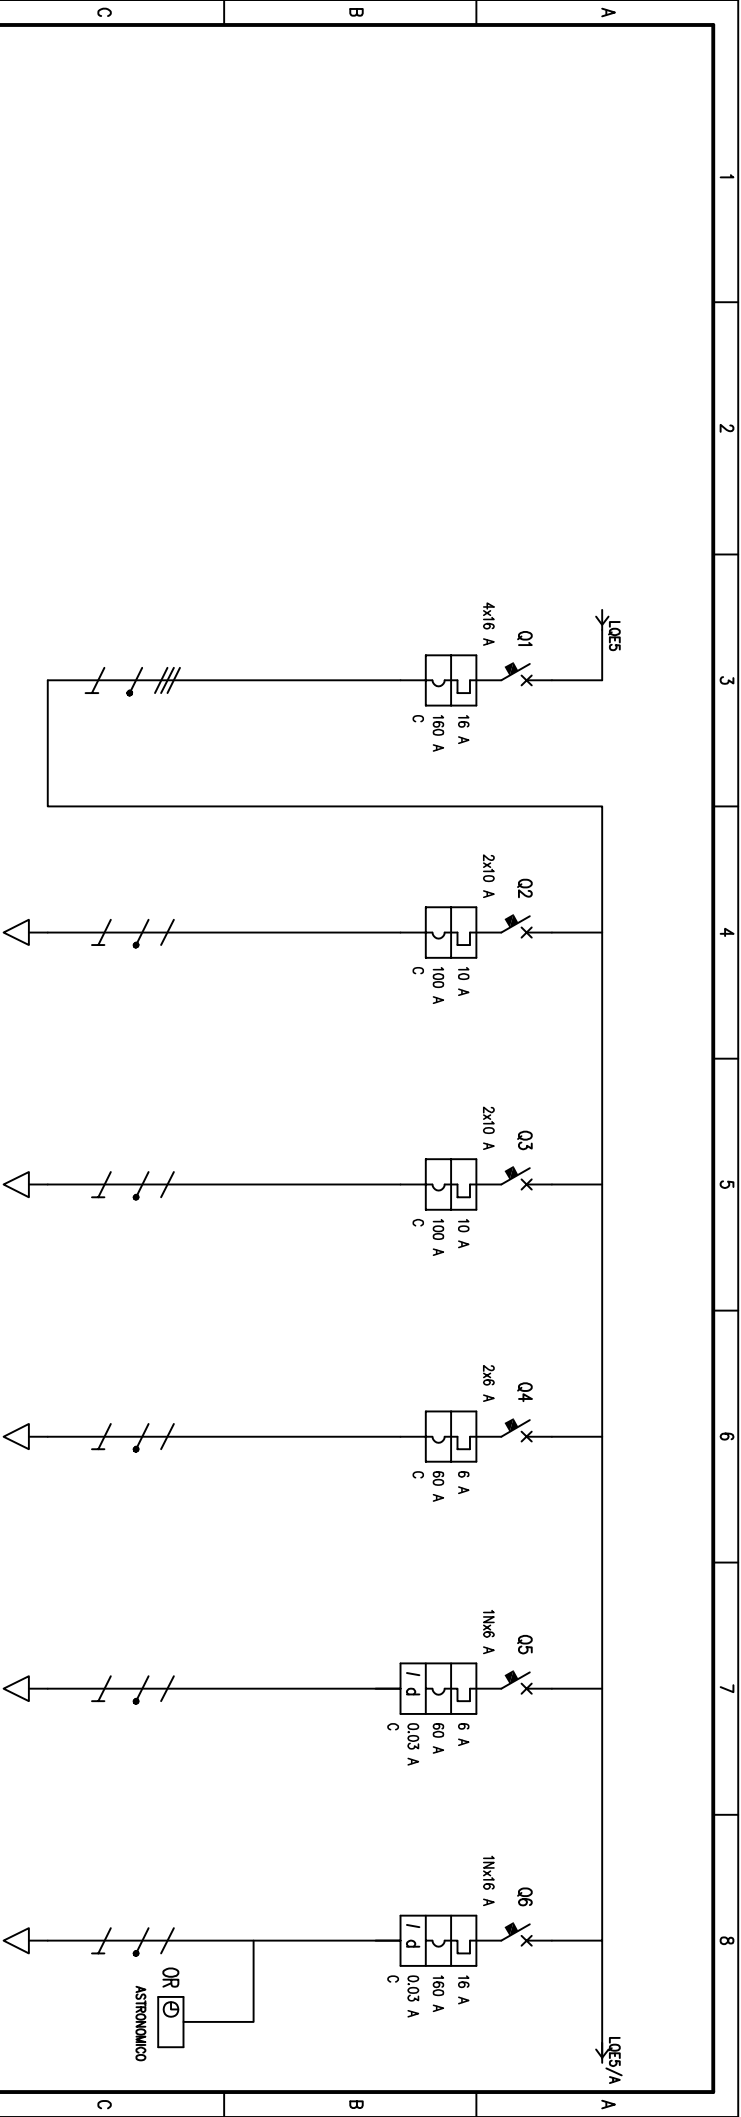 1
2
3
4
5
6
7
8
A
B
C
LQE5
Q1
4x16 A
16 A
160 A
C
Q2
2x10 A
10 A
100 A
C
Q3
2x10 A
10 A
100 A
C
Q4
2x6 A
6 A
60 A
C
Q5
1Nx6 A
6 A
60 A
I d
0.03 A
C
Q6
1Nx16 A
16 A
160 A
I d
0.03 A
C
OR
ASTRONOMICO
LQE5/A
A
B
C